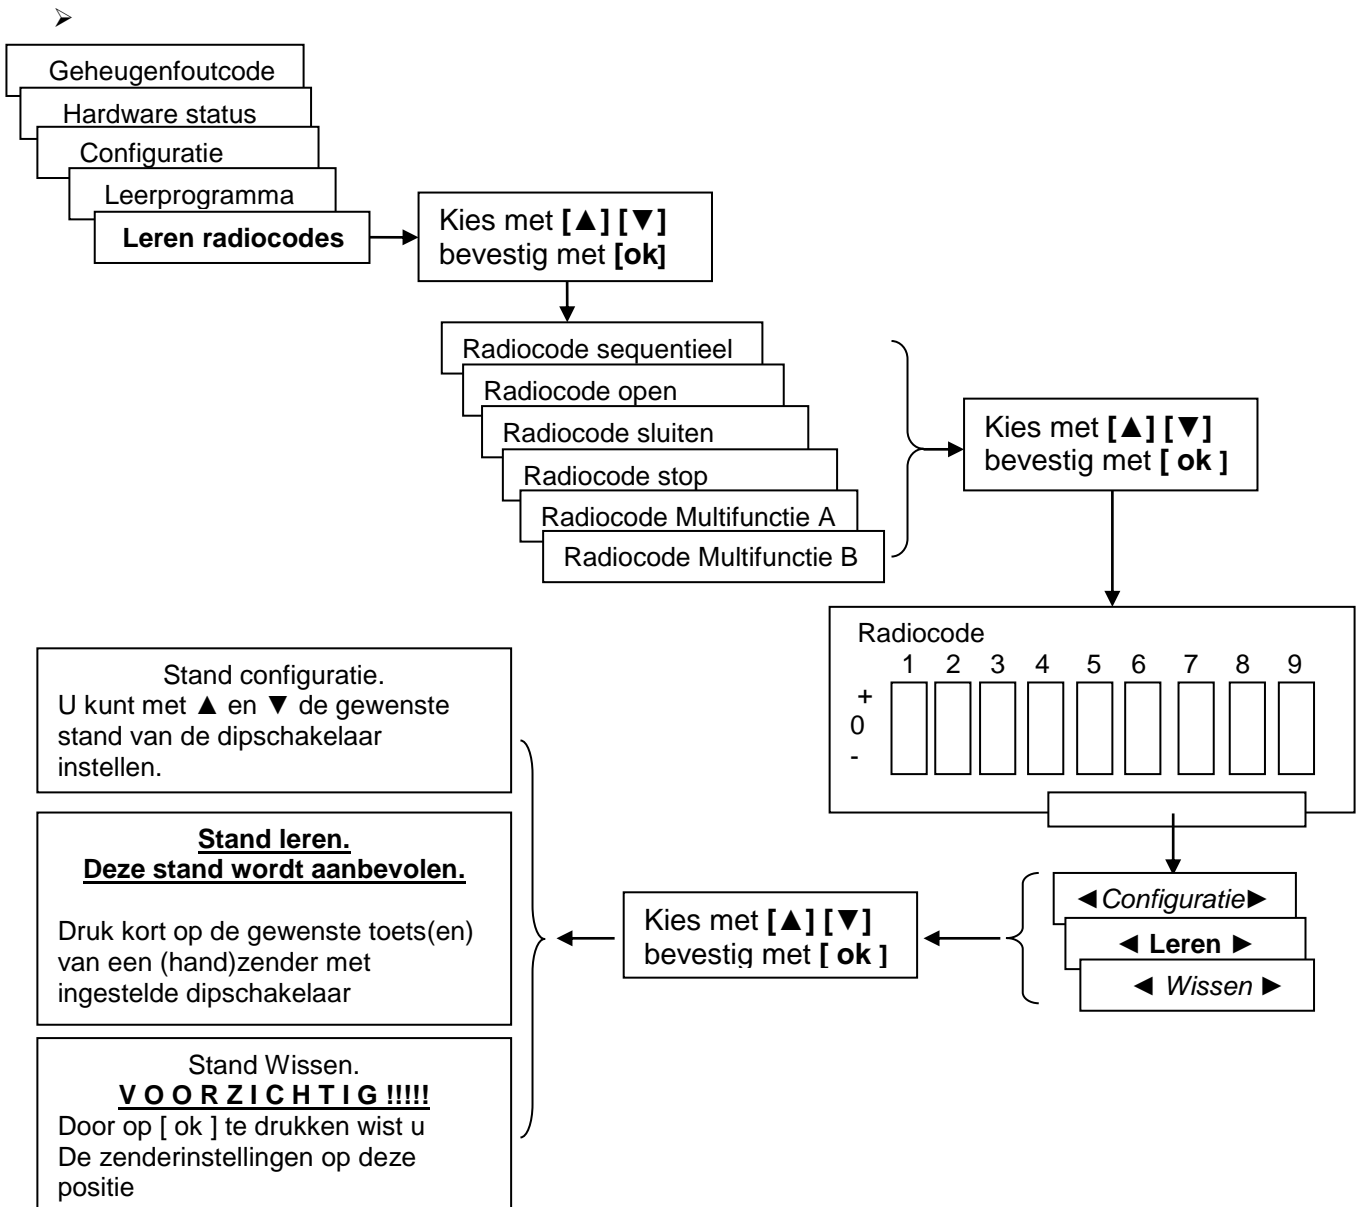 ➢
Geheugenfoutcode
Hardware status
Configuratie
Leerprogramma
Leren radiocodes
Kies met [▲] [▼]
bevestig met [ok]
Radiocode sequentieel
Radiocode open
Radiocode sluiten
Radiocode stop
Radiocode Multifunctie A
Radiocode Multifunctie B
Kies met [▲] [▼]
bevestig met [ ok ]
Radiocode
1 2 3 4 5 6 7 8 9
+
0
-
◄Configuratie►
◄ Leren ►
◄ Wissen ►
Kies met [▲] [▼]
bevestig met [ ok ]
Stand configuratie.
U kunt met ▲ en ▼ de gewenste
stand van de dipschakelaar
instellen.
Stand leren.
Deze stand wordt aanbevolen.
Druk kort op de gewenste toets(en)
van een (hand)zender met
ingestelde dipschakelaar
Stand Wissen.
V O O R Z I C H T I G !!!!!
Door op [ ok ] te drukken wist u
De zenderinstellingen op deze
positie